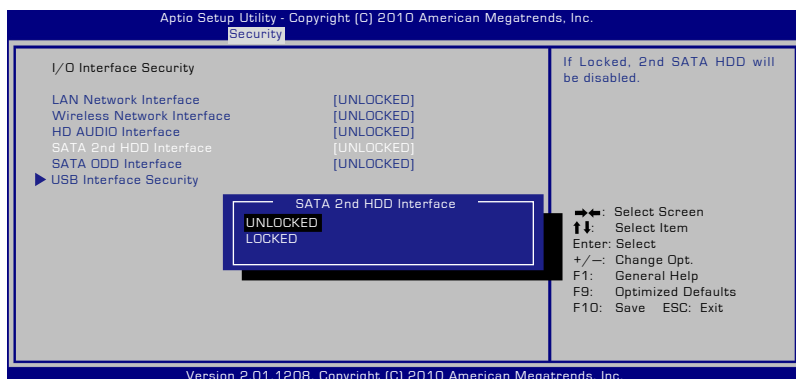 Aptio Setup Utility - Copyright (C) 2010 American Megatrends, Inc.
Security
I/O Interface Security
LAN Network Interface [UNLOCKED]
Wireless Network Interface [UNLOCKED]
HD AUDIO Interface [UNLOCKED]
SATA 2nd HDD Interface [UNLOCKED]
SATA ODD Interface [UNLOCKED]
USB Interface Security
SATA 2nd HDD Interface
UNLOCKED
LOCKED
If Locked, 2nd SATA HDD will
be disabled.
→←: Select Screen
↑↓: Select Item
Enter: Select
+/—: Change Opt.
F1: General Help
F9: Optimized Defaults
F10: Save ESC: Exit
Version 2.01.1208. Copyright (C) 2010 American Megatrends, Inc.